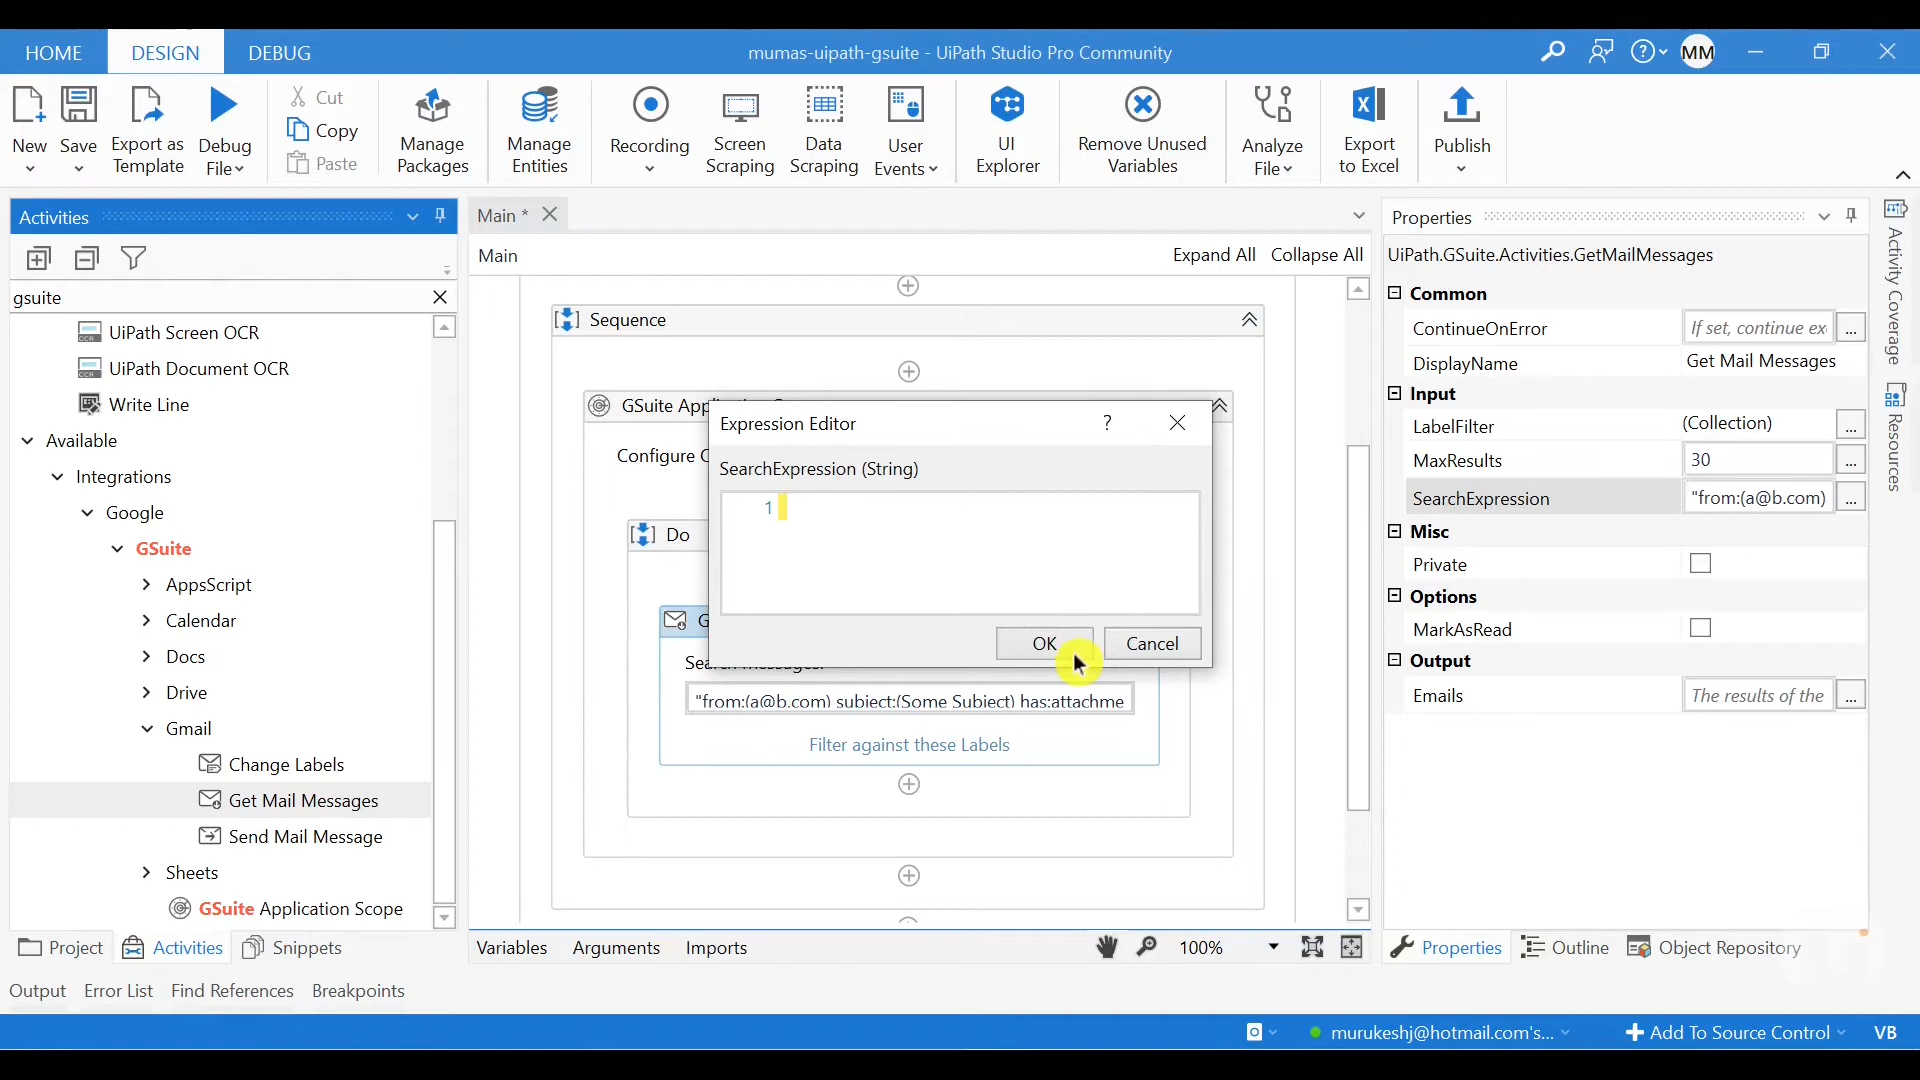 HOME
DESIGN
DEBUG
mumas-uipath-gsuite - UiPath Studio Pro Community
MM
New
Save
Export as
Template
Debug
File
Cut
Copy
Paste
Manage
Packages
Manage
Entities
Recording
Screen
Scraping
Data
Scraping
User
Events
UI
Explorer
Remove Unused
Variables
Analyze
File
Export
to Excel
Publish
Activities
gsuite
UiPath Screen OCR
UiPath Document OCR
Write Line
Available
Integrations
Google
GSuite
AppsScript
Calendar
Docs
Drive
Gmail
Change Labels
Get Mail Messages
Send Mail Message
Sheets
GSuite Application Scope
Project
Activities
Snippets
Main *
Main
Expand All
Collapse All
Sequence
GSuite App
Configure C
Do
G
Expression Editor
?
SearchExpression (String)
1
OK
Cancel
"from:(a@b.com) subject:(Some Subject) has:attachme
Filter against these Labels
Variables
Arguments
Imports
100%
Properties
UiPath.GSuite.Activities.GetMailMessages
Common
ContinueOnError
If set, continue ex
...
DisplayName
Get Mail Messages
Input
LabelFilter
(Collection)
...
MaxResults
30
...
SearchExpression
"from:(a@b.com)
...
Misc
Private
Options
MarkAsRead
Output
Emails
The results of the
...
Properties
Outline
Object Repository
Activity Coverage
Resources
Output
Error List
Find References
Breakpoints
murukeshj@hotmail.com's...
Add To Source Control
VB